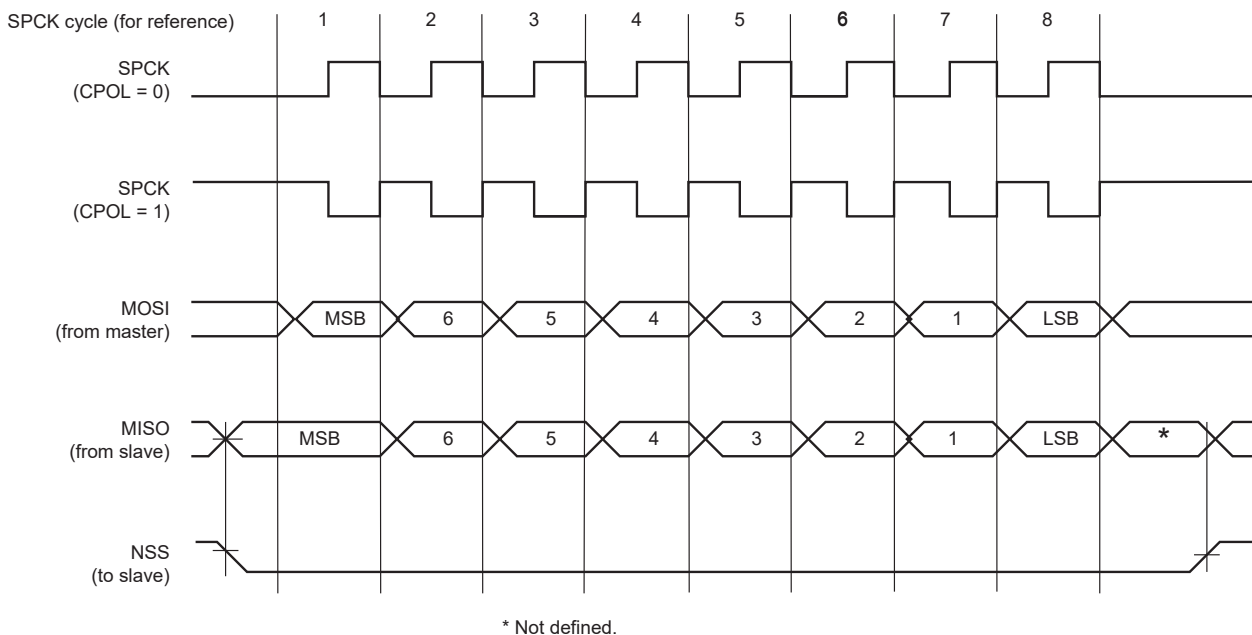 SPCK cycle (for reference) 1 2 3 4 5 6 7 8
SPCK
(CPOL = 0)
SPCK
(CPOL = 1)
MOSI
(from master)
MSB 6 5 4 3 2 1 LSB
MISO
(from slave)
MSB 6 5 4 3 2 1 LSB *
NSS
(to slave)
* Not defined.